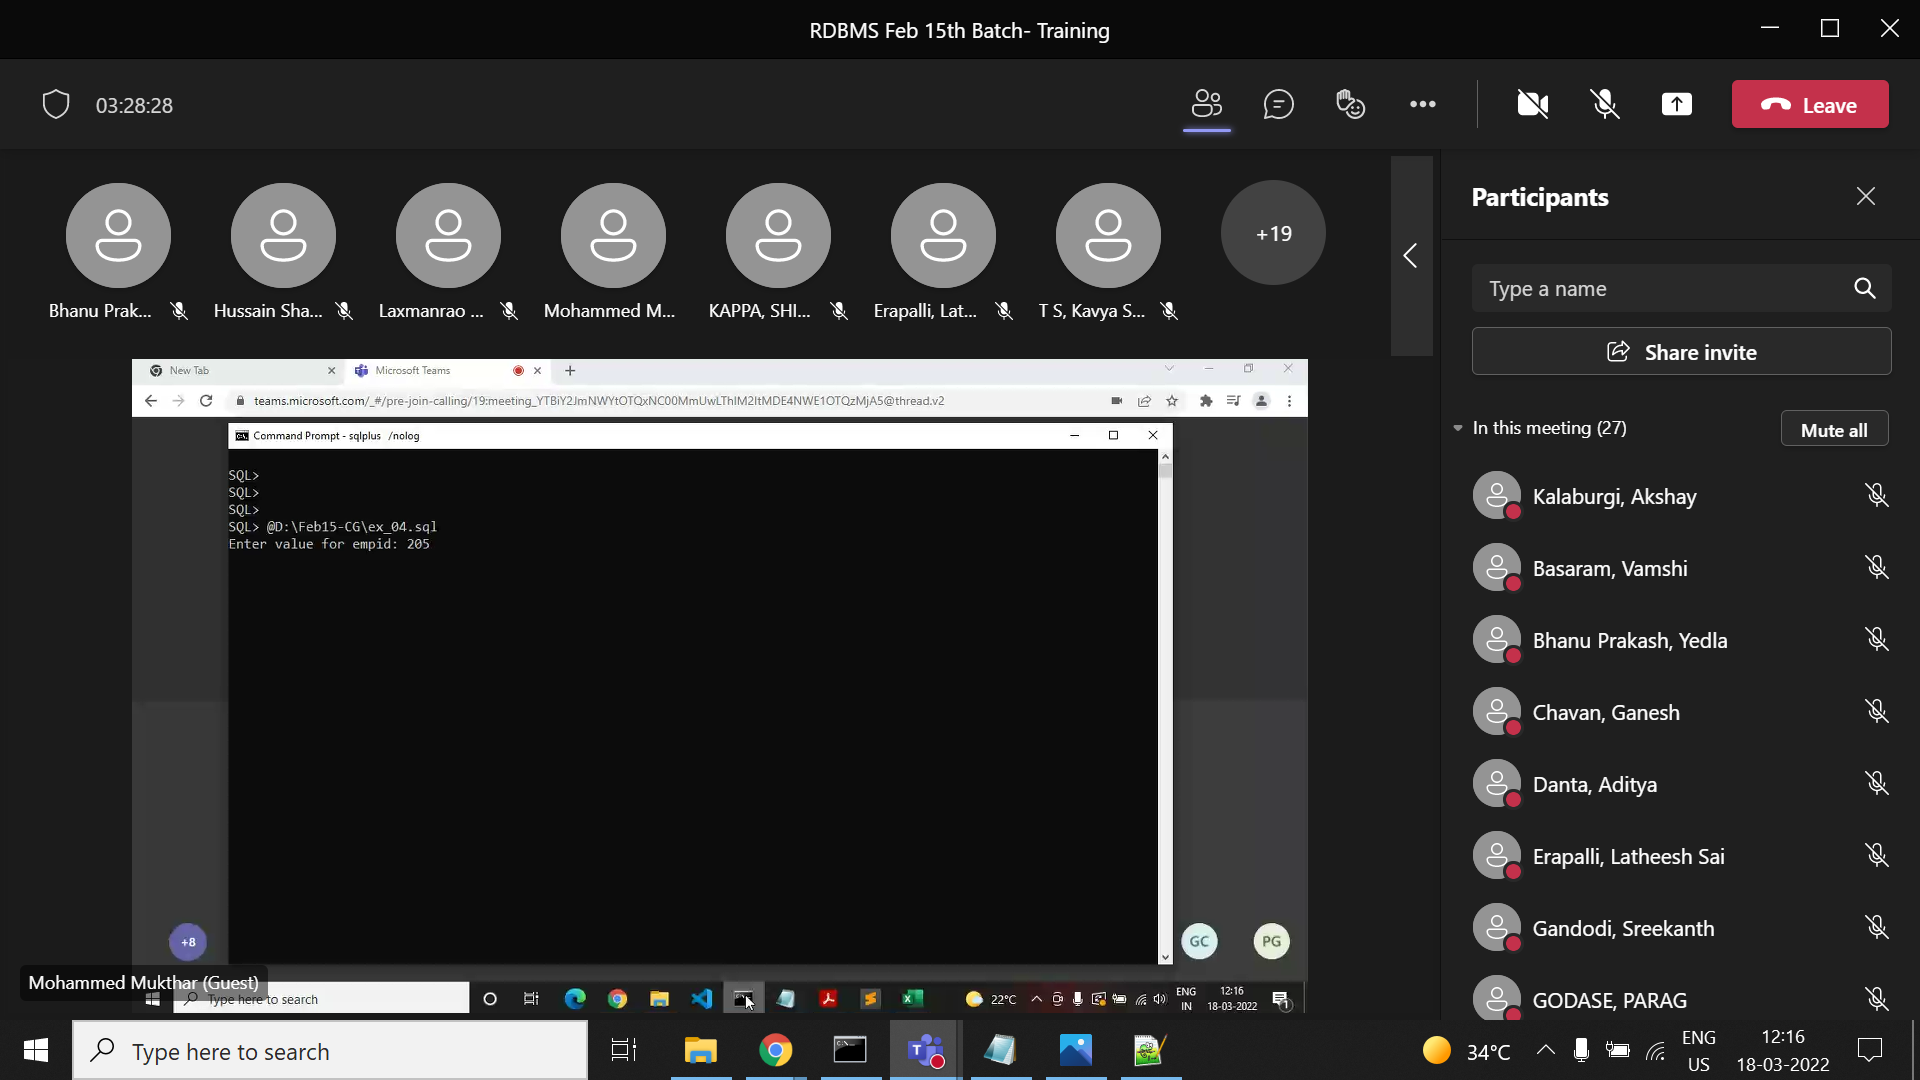 RDBMS Feb 15th Batch- Training
03:28:28
Leave
Bhanu Prak...
Hussain Sha...
Laxmanrao ...
Mohammed M...
KAPPA, SHI...
Erapalli, Lat...
T S, Kavya S...
+19
Participants
Type a name
Share invite
In this meeting (27)
Mute all
Kalaburgi, Akshay
Basaram, Vamshi
Bhanu Prakash, Yedla
Chavan, Ganesh
Danta, Aditya
Erapalli, Latheesh Sai
Gandodi, Sreekanth
GODASE, PARAG
New Tab
Microsoft Teams
teams.microsoft.com/_#/pre-join-calling/19:meeting_YTBiY2JmNWYtOTQxNC00MmUwLThlM2ItMDE4NWE1OTQzMjA5@thread.v2
Command Prompt - sqlplus /nolog
SQL>
SQL>
SQL>
SQL> @D:\Feb15-CG\ex_04.sql
Enter value for empid: 205
+8
GC
PG
Mohammed Mukthar (Guest)
Type here to search
22°C
ENG
IN
12:16
18-03-2022
1
Type here to search
34°C
ENG
US
12:16
18-03-2022